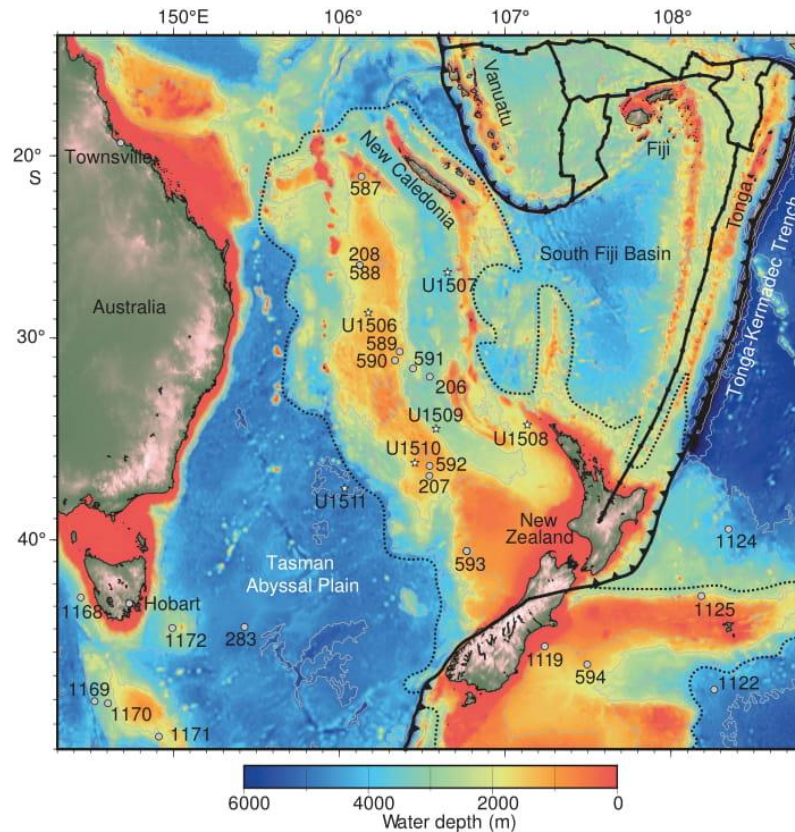 150°E 106° 107° 108°
20°
S
30°
40°
Townsville
Australia
Hobart
Vanuatu
Fiji
New Caledonia
Tonga
South Fiji Basin
Tonga-Kermadec Trench
587
208
588
U1507
U1506
589
590
591
206
U1509
U1508
U1510
592
207
U1511
New
Zealand
593
Tasman
Abyssal Plain
1124
1125
1168
1172
283
1119
594
1122
1169
1170
1171
6000 4000 2000 0
Water depth (m)